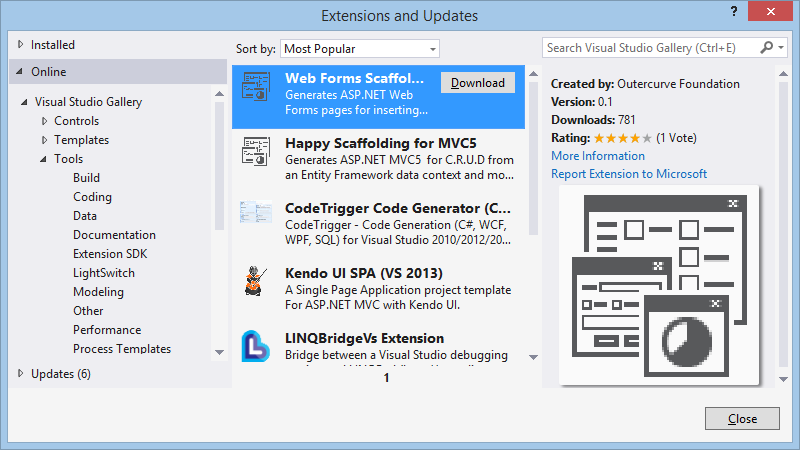 Extensions and Updates
?
Installed
Online
Visual Studio Gallery
Controls
Templates
Tools
Build
Coding
Data
Documentation
Extension SDK
LightSwitch
Modeling
Other
Performance
Process Templates
Updates (6)
Sort by: Most Popular
Web Forms Scaffol...
Download
Generates ASP.NET Web
Forms pages for inserting...
Happy Scaffolding for MVC5
Generates ASP.NET MVC5 for C.R.U.D from
an Entity Framework data context and mo...
CodeTrigger Code Generator (C...
CodeTrigger - Code Generation (C#, WCF,
WPF, SQL) for Visual Studio 2010/2012/20...
Kendo UI SPA (VS 2013)
A Single Page Application project template
For ASP.NET MVC with Kendo UI.
LINQBridgeVs Extension
Bridge between a Visual Studio debugging
1
Search Visual Studio Gallery (Ctrl+E)
Created by: Outercurve Foundation
Version: 0.1
Downloads: 781
Rating: (1 Vote)
More Information
Report Extension to Microsoft
Close